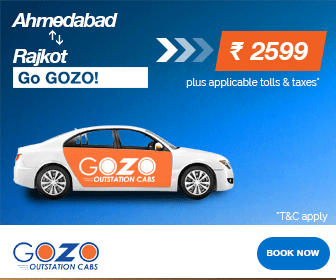 Ahmedabad
Rajkot
Go GOZO!
₹ 2599
plus applicable tolls & taxes*
GOZO
OUTSTATION CABS
*T&C apply
GOZO
OUTSTATION CABS
BOOK NOW